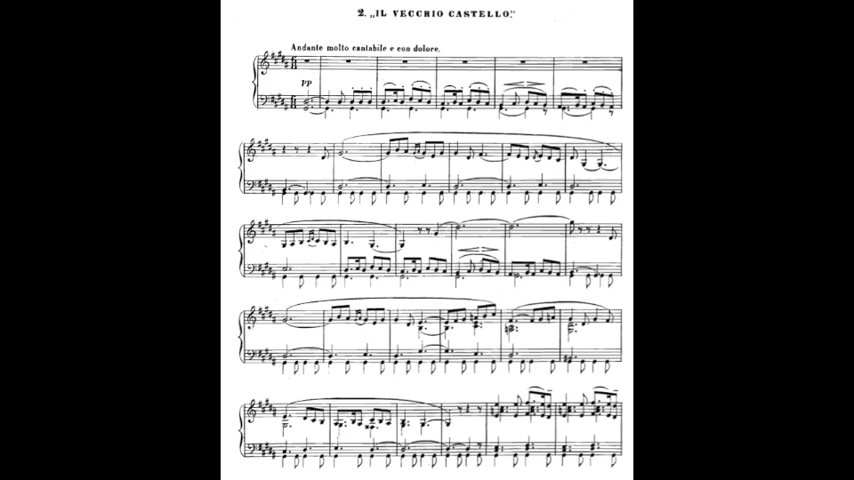 2. „IL VECCHIO CASTELLO.“
Andante molto cantabile e con dolore.
pp